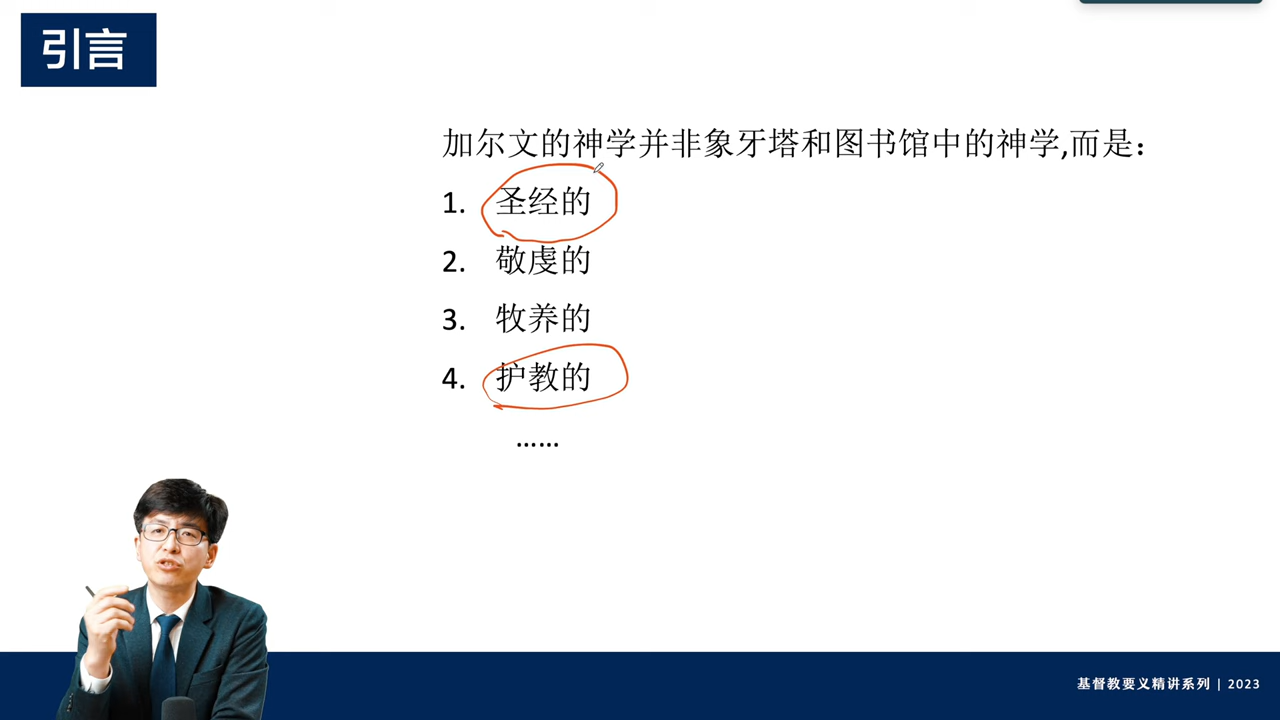 引言
加尔文的神学并非象牙塔和图书馆中的神学,而是：
1. 圣经的
2. 敬虔的
3. 牧养的
4. 护教的
……
基督教要义精讲系列 | 2023